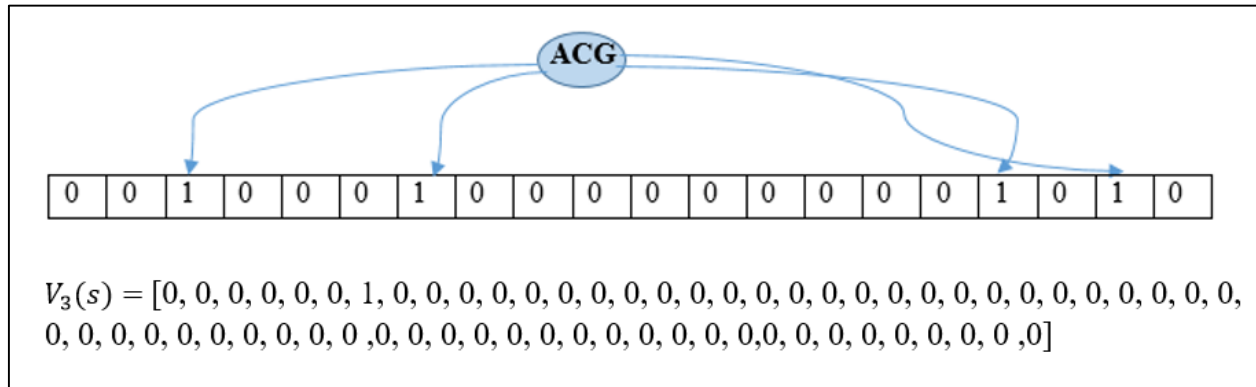 ACG
0 0 1 0 0 0 1 0 0 0 0 0 0 0 0 0 1 0 1 0
V₃(s) = [0, 0, 0, 0, 0, 0, 1, 0, 0, 0, 0, 0, 0, 0, 0, 0, 0, 0, 0, 0, 0, 0, 0, 0, 0, 0, 0, 0, 0, 0, 0, 0, 0,
0, 0, 0, 0, 0, 0, 0, 0, 0, 0 ,0, 0, 0, 0, 0, 0, 0, 0, 0, 0, 0, 0,0, 0, 0, 0, 0, 0, 0, 0 ,0]